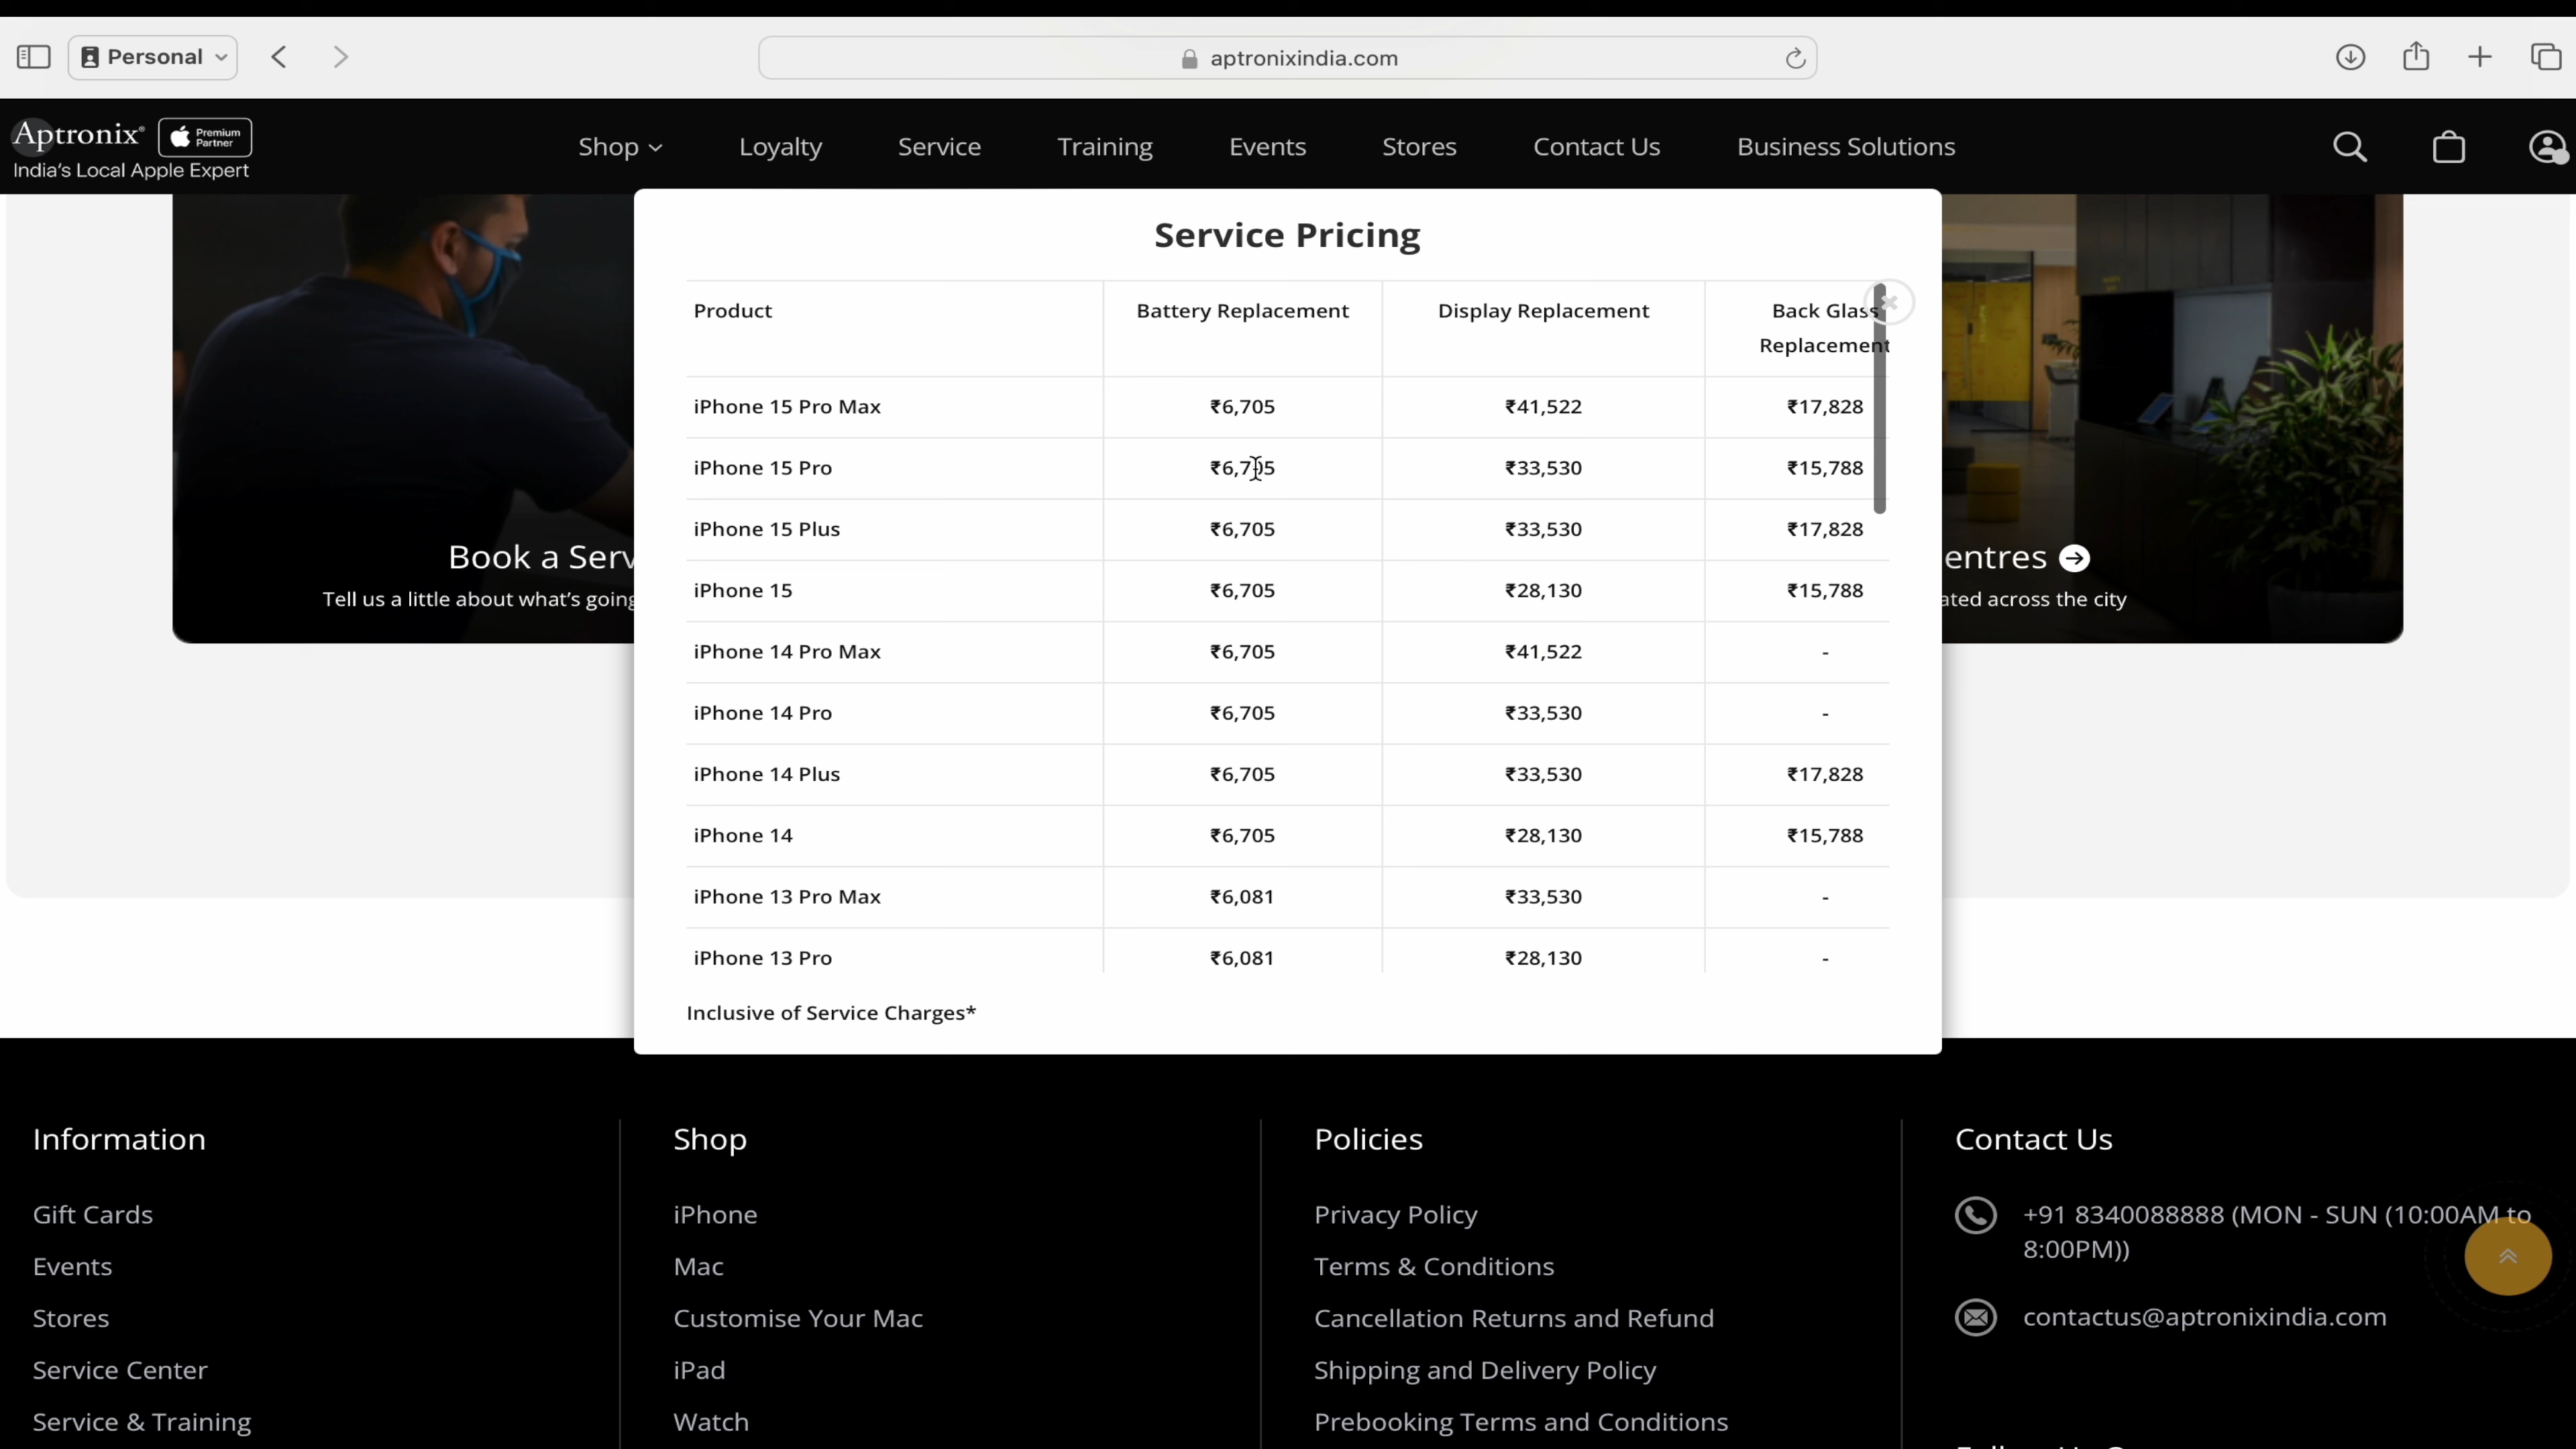 Personal
aptronixindia.com
Aptronix®
Premium
Partner
India's Local Apple Expert
Shop
Loyalty
Service
Training
Events
Stores
Contact Us
Business Solutions
Service Pricing
Product
Battery Replacement
Display Replacement
Back Glass
Replacement
iPhone 15 Pro Max ₹6,705 ₹41,522 ₹17,828
iPhone 15 Pro ₹6,705 ₹33,530 ₹15,788
iPhone 15 Plus ₹6,705 ₹33,530 ₹17,828
iPhone 15 ₹6,705 ₹28,130 ₹15,788
iPhone 14 Pro Max ₹6,705 ₹41,522 -
iPhone 14 Pro ₹6,705 ₹33,530 -
iPhone 14 Plus ₹6,705 ₹33,530 ₹17,828
iPhone 14 ₹6,705 ₹28,130 ₹15,788
iPhone 13 Pro Max ₹6,081 ₹33,530 -
iPhone 13 Pro ₹6,081 ₹28,130 -
Inclusive of Service Charges*
Book a Serv
Tell us a little about what's going
entres
ated across the city
Information
Gift Cards
Events
Stores
Service Center
Service & Training
Shop
iPhone
Mac
Customise Your Mac
iPad
Watch
Policies
Privacy Policy
Terms & Conditions
Cancellation Returns and Refund
Shipping and Delivery Policy
Prebooking Terms and Conditions
Contact Us
+91 8340088888 (MON - SUN (10:00AM to
8:00PM))
contactus@aptronixindia.com